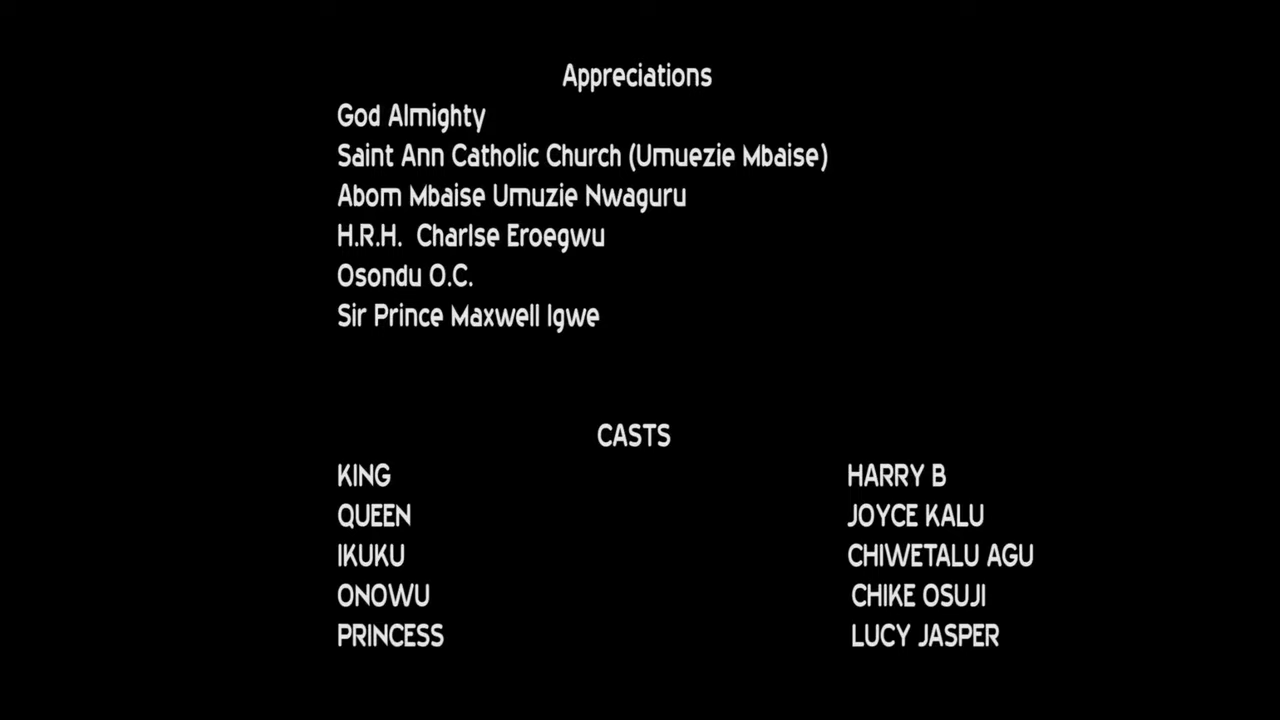 Appreciations
God Almighty
Saint Ann Catholic Church (Umuezie Mbaise)
Abom Mbaise Umuzie Nwaguru
H.R.H. Charlse Eroegwu
Osondu O.C.
Sir Prince Maxwell Igwe
CASTS
KING HARRY B
QUEEN JOYCE KALU
IKUKU CHIWETALU AGU
ONOWU CHIKE OSUJI
PRINCESS LUCY JASPER